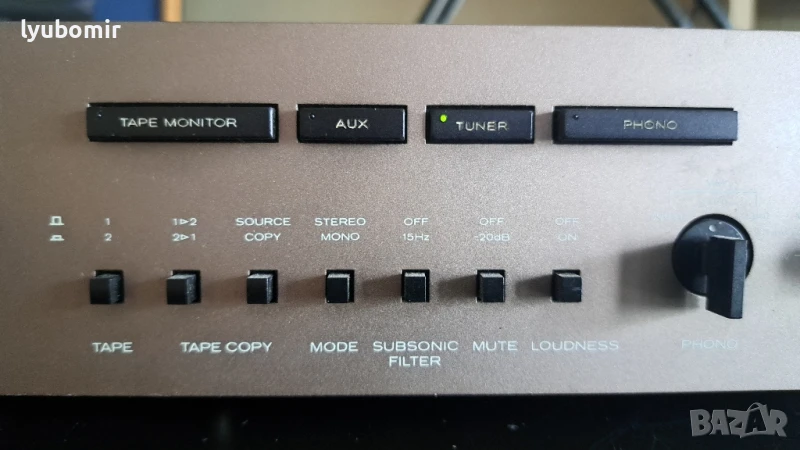 lyubomir
TAPE MONITOR AUX TUNER PHONO
1 1▷2 SOURCE STEREO OFF OFF OFF
2 2▷1 COPY MONO 15Hz -20dB ON
TAPE TAPE COPY MODE SUBSONIC MUTE LOUDNESS PHONO
FILTER
BAZAR